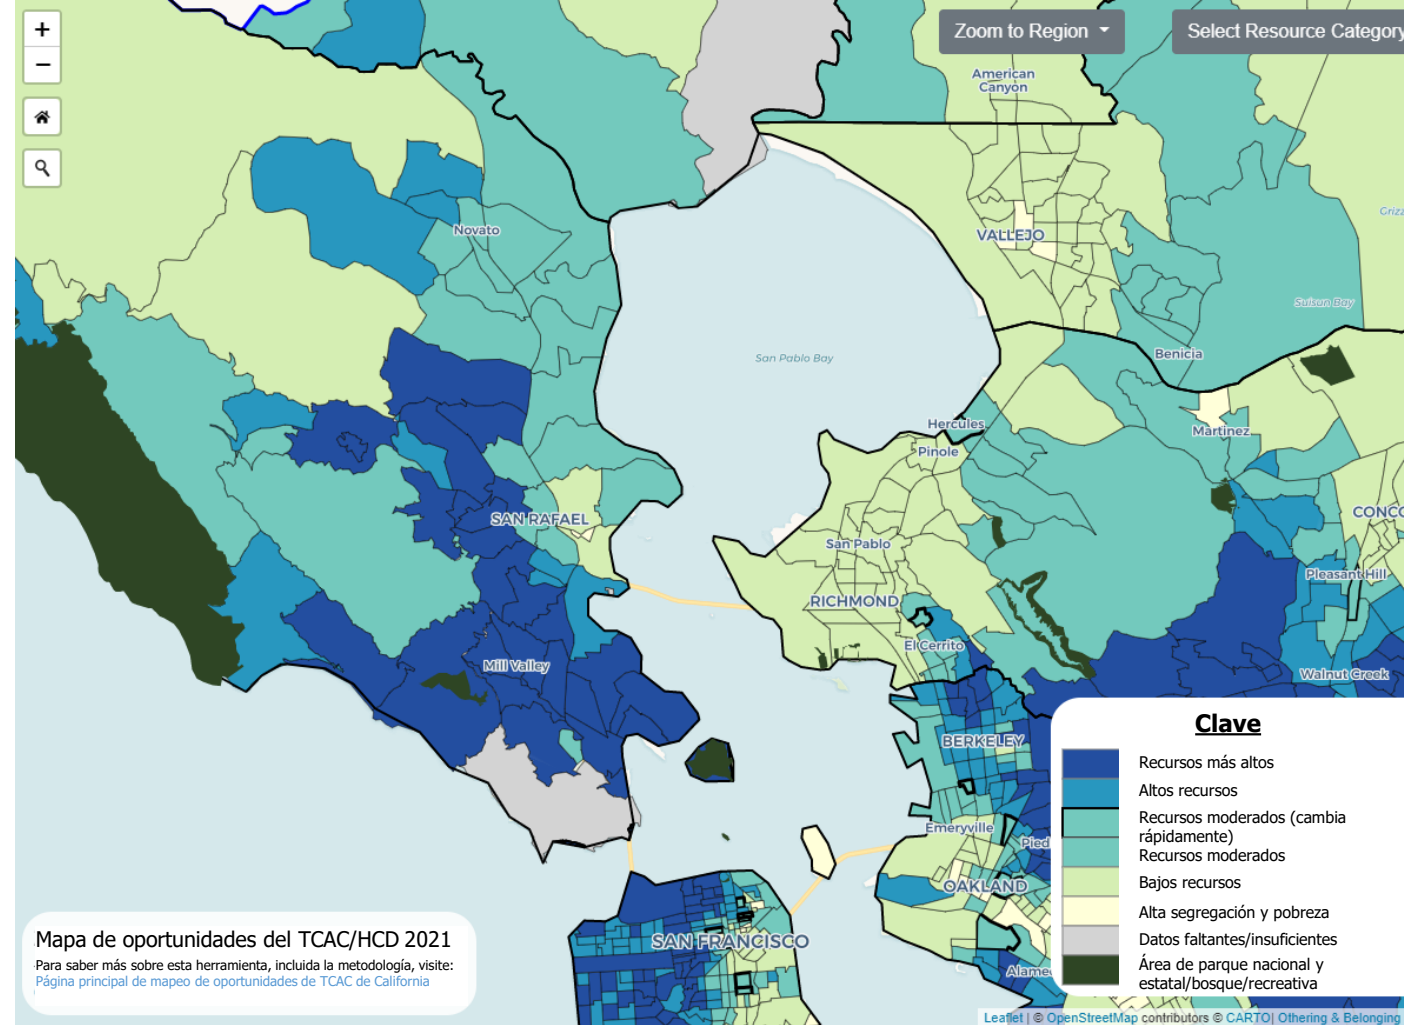 +
−
Zoom to Region
Select Resource Category
American
Canyon
Novato
VALLEJO
Suisun Bay
San Pablo Bay
Benicia
Hercules
Martinez
Pinole
SAN RAFAEL
San Pablo
Pleasant Hill
RICHMOND
El Cerrito
Mill Valley
Walnut Creek
BERKELEY
Emeryville
OAKLAND
SAN FRANCISCO
Clave
Recursos más altos
Altos recursos
Recursos moderados (cambia
rápidamente)
Recursos moderados
Bajos recursos
Alta segregación y pobreza
Datos faltantes/insuficientes
Área de parque nacional y
estatal/bosque/recreativa
Mapa de oportunidades del TCAC/HCD 2021
Para saber más sobre esta herramienta, incluida la metodología, visite:
Página principal de mapeo de oportunidades de TCAC de California
Leaflet | © OpenStreetMap contributors © CARTO| Othering & Belonging